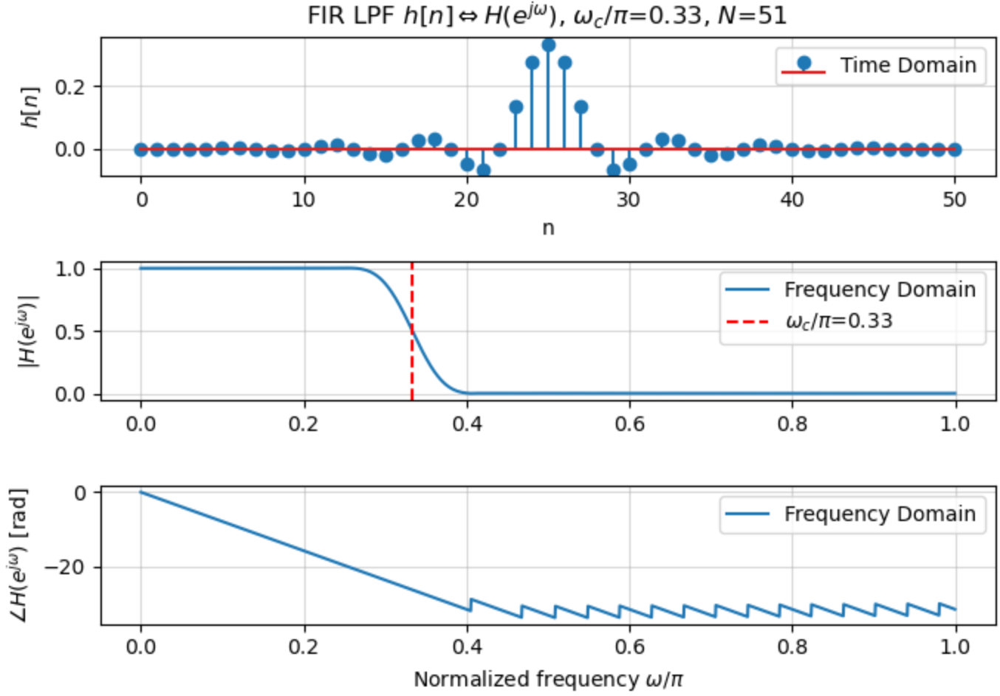 FIR LPF h[n]⇔H(e^{jω}), ω_c/π=0.33, N=51
h[n]
0.2
0.0
Time Domain
0 10 20 30 40 50
n
|H(e^{jω})|
1.0
0.5
0.0
Frequency Domain
ω_c/π=0.33
0.0 0.2 0.4 0.6 0.8 1.0
∠H(e^{jω}) [rad]
0
−20
Frequency Domain
0.0 0.2 0.4 0.6 0.8 1.0
Normalized frequency ω/π